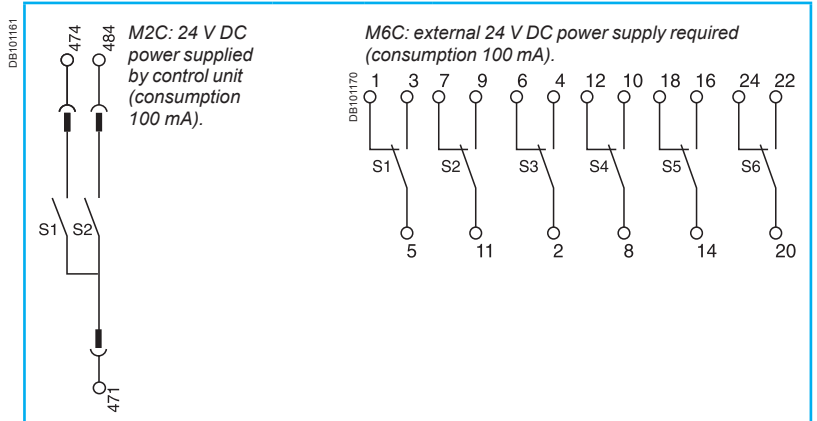 DB101161
474
484
M2C: 24 V DC
power supplied
by control unit
(consumption
100 mA).
S1
S2
471
M6C: external 24 V DC power supply required
(consumption 100 mA).
DB101170
1 3 7 9 6 4 12 10 18 16 24 22
S1 S2 S3 S4 S5 S6
5 11 2 8 14 20